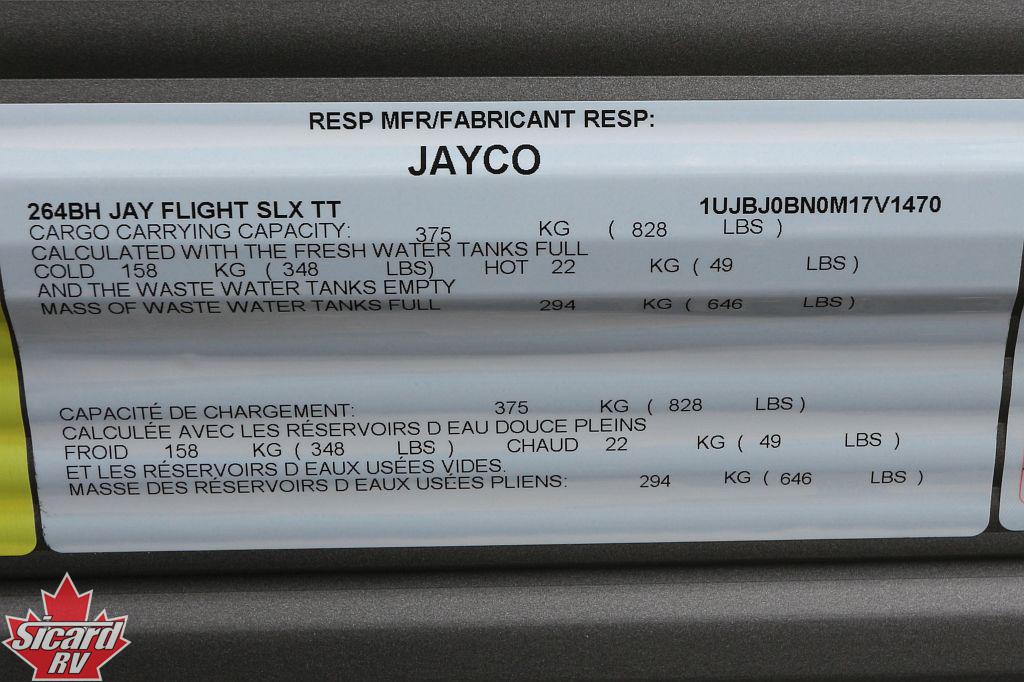 RESP MFR/FABRICANT RESP:
JAYCO
264BH JAY FLIGHT SLX TT 1UJBJ0BN0M17V1470
CARGO CARRYING CAPACITY: 375 KG ( 828 LBS )
CALCULATED WITH THE FRESH WATER TANKS FULL
COLD 158 KG ( 348 LBS) HOT 22 KG ( 49 LBS )
AND THE WASTE WATER TANKS EMPTY
MASS OF WASTE WATER TANKS FULL 294 KG ( 646 LBS )
CAPACITÉ DE CHARGEMENT: 375 KG ( 828 LBS )
CALCULÉE AVEC LES RÉSERVOIRS D EAU DOUCE PLEINS
FROID 158 KG ( 348 LBS ) CHAUD 22 KG ( 49 LBS )
ET LES RÉSERVOIRS D EAUX USÉES VIDES.
MASSE DES RÉSERVOIRS D EAUX USÉES PLIENS: 294 KG ( 646 LBS )
Sicard
RV